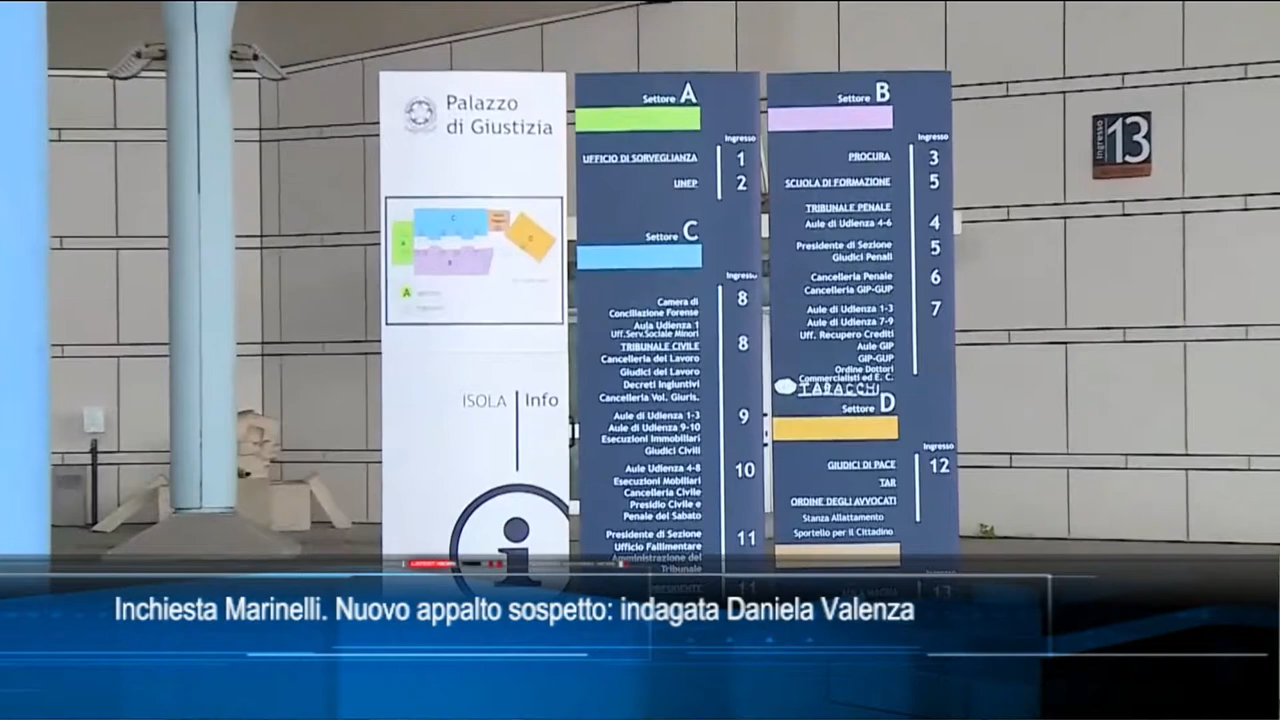 Palazzo
di Giustizia
ISOLA Info
Settore A
Ingresso
UFFICIO DI SORVEGLIANZA 1
UNEP 2
Settore C
Ingresso
Camera di 8
Conciliazione Forense
Aula Udienza 1
Uff.Serv.Sociale Minori
TRIBUNALE CIVILE 8
Cancelleria del Lavoro
Giudici del Lavoro
Decreti Ingiuntivi
Cancelleria Vol. Giuris.
Aule di Udienza 1-3 9
Aule di Udienza 9-10
Esecuzioni Immobiliari
Giudici Civili
Aule Udienza 4-8 10
Esecuzioni Mobiliari
Cancelleria Civile
Presidio Civile e
Penale del Sabato
Presidente di Sezione 11
Ufficio Fallimentare
Amministrazione del
Tribunale
11
Settore B
Ingresso
PROCURA 3
SCUOLA DI FORMAZIONE 5
TRIBUNALE PENALE
Aule di Udienza 4-6 4
Presidente di Sezione 5
Giudici Penali
Cancelleria Penale 6
Cancelleria GIP-GUP
Aule di Udienza 1-3 7
Aule di Udienza 7-9
Uff. Recupero Crediti
Aule GIP
GIP-GUP
Ordine Dottori
Commercialisti ed E. C.
TABACCHI
Settore D
Ingresso
GIUDICI DI PACE 12
TAR
ORDINE DEGLI AVVOCATI
Stanza Allattamento
Sportello per il Cittadino
13
Ingresso 13
LATEST NEWS
Inchiesta Marinelli. Nuovo appalto sospetto: indagata Daniela Valenza